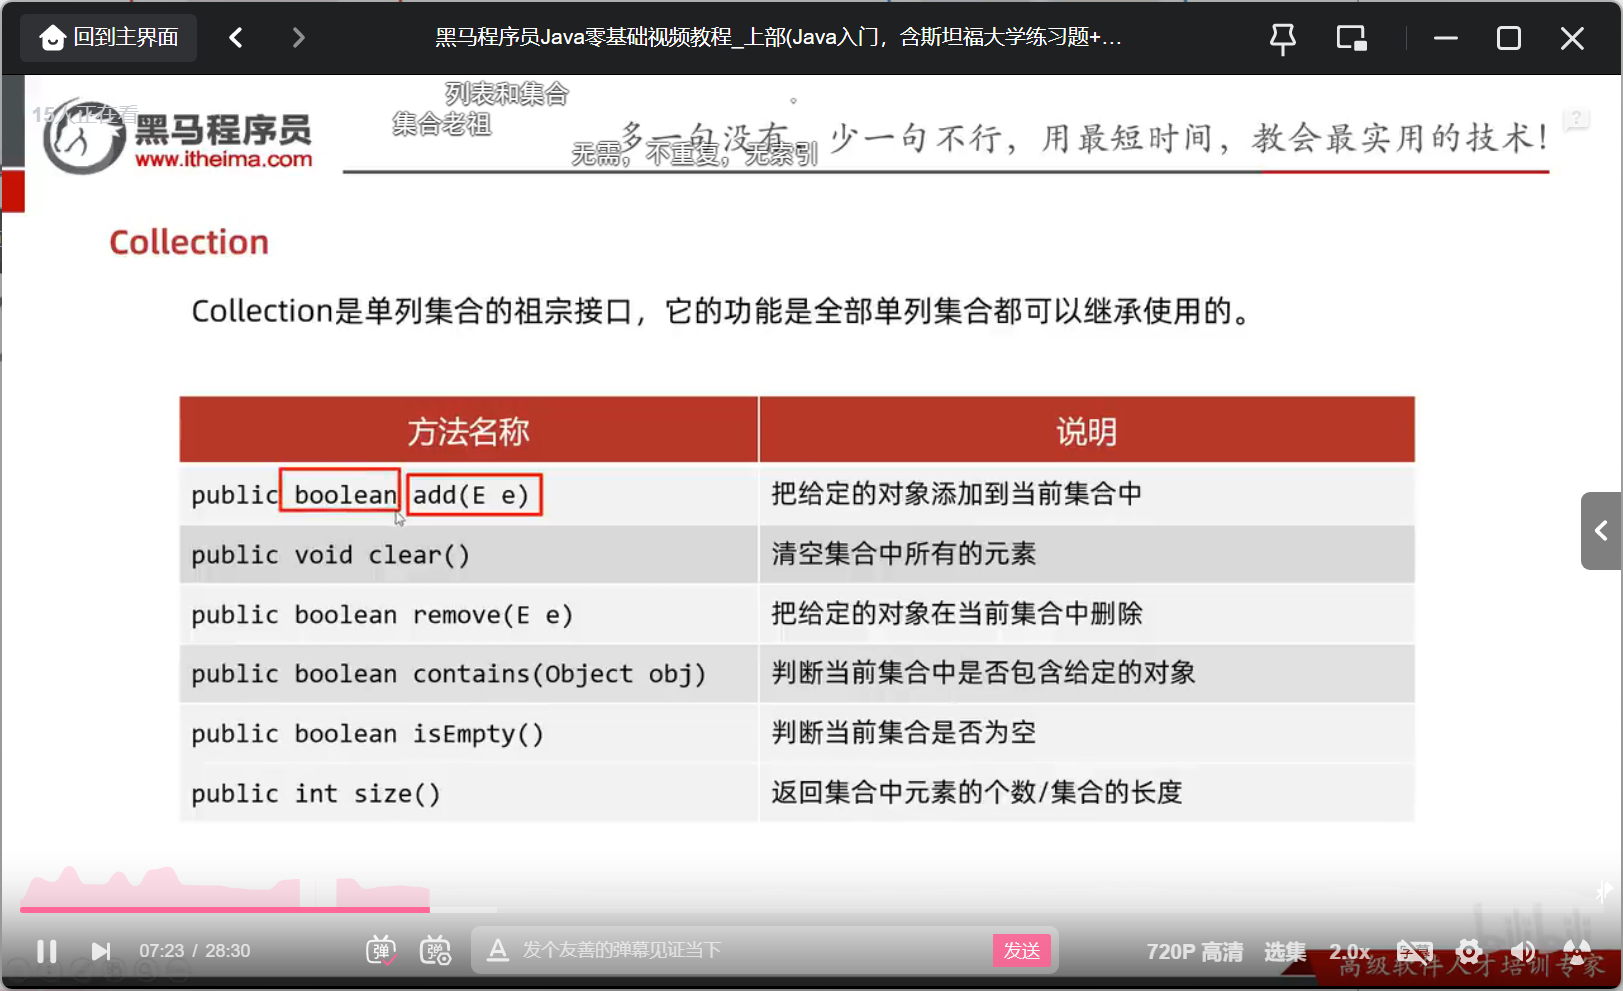 回到主界面
黑马程序员Java零基础视频教程_上部(Java入门，含斯坦福大学练习题+...
15人正在看
列表和集合
集合老祖
无需，不重复，无索引
黑马程序员
www.itheima.com
多一句没有，少一句不行，用最短时间，教会最实用的技术！
Collection
Collection是单列集合的祖宗接口，它的功能是全部单列集合都可以继承使用的。
方法名称 说明
public boolean add(E e) 把给定的对象添加到当前集合中
public void clear() 清空集合中所有的元素
public boolean remove(E e) 把给定的对象在当前集合中删除
public boolean contains(Object obj) 判断当前集合中是否包含给定的对象
public boolean isEmpty() 判断当前集合是否为空
public int size() 返回集合中元素的个数/集合的长度
bilibili
07:23 / 28:30 弹 弹 A 发个友善的弹幕见证当下 发送 720P 高清 选集 2.0x 字幕
高级软件人才培训专家